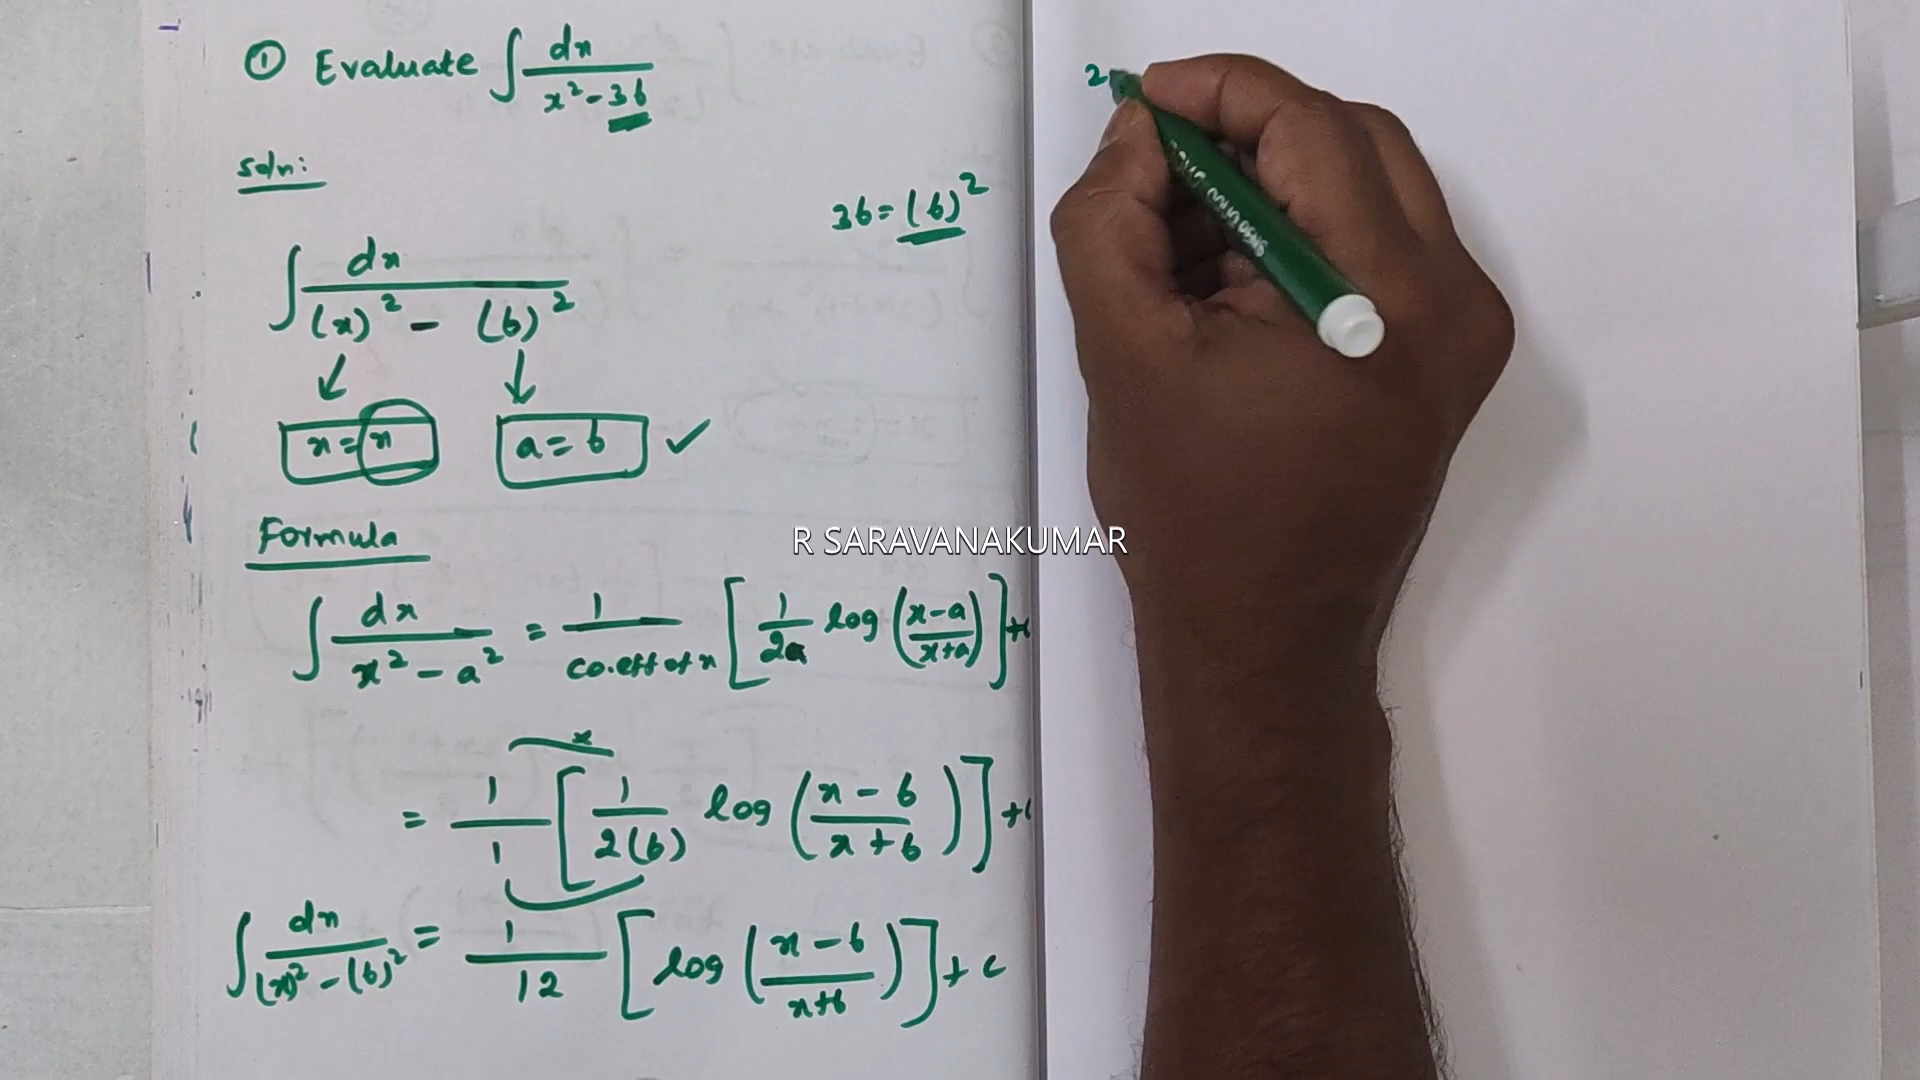 ① Evaluate ∫ dx / x² - 36
Soln:
36 = (6)²
∫ dx / (x)² - (6)²
x = x   a = 6 ✓
Formula
∫ dx / x² - a² = 1 / co.eff of x [ 1 / 2a log ( x - a / x + a ) ] + c
= 1 / 1 [ 1 / 2(6) log ( x - 6 / x + 6 ) ] + c
∫ dx / (x)² - (6)² = 1 / 12 [ log ( x - 6 / x + 6 ) ] + c
2
R SARAVANAKUMAR